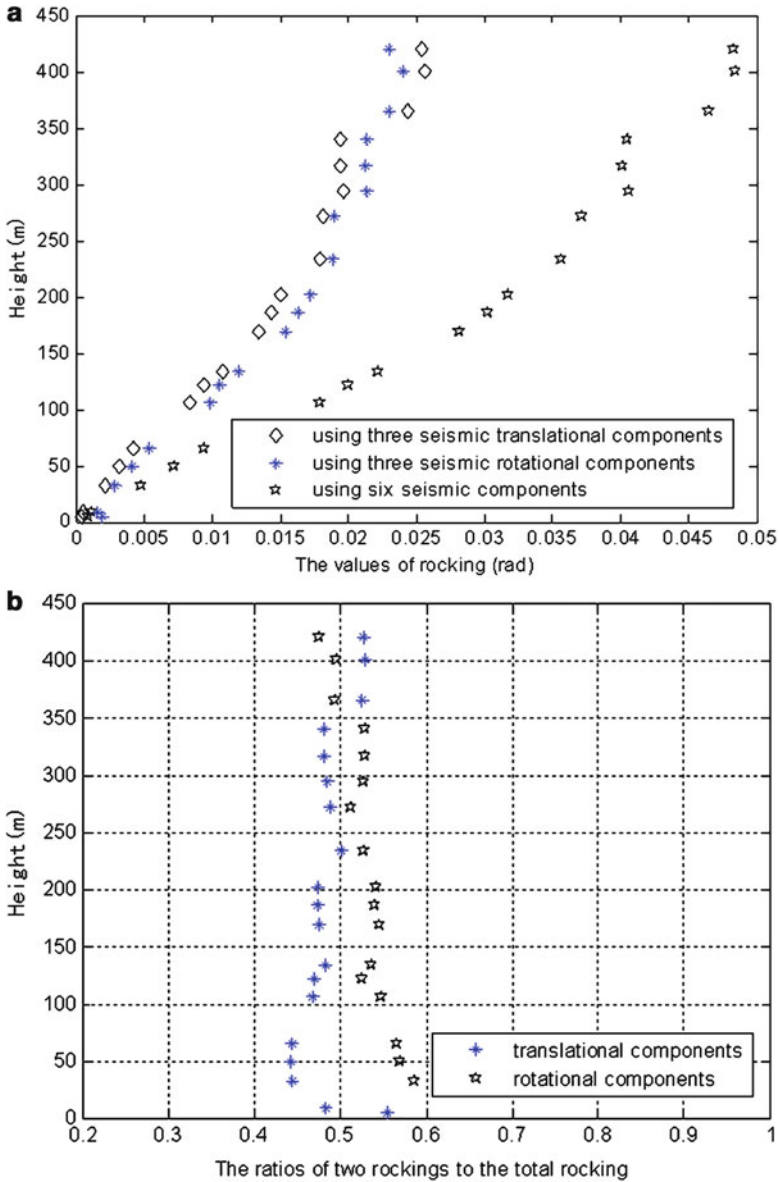 a
450
400
350
300
250
200
150
100
50
0
Height(m)
using three seismic translational components
using three seismic rotational components
using six seismic components
0 0.005 0.01 0.015 0.02 0.025 0.03 0.035 0.04 0.045 0.05
The values of rocking (rad)
b
450
400
350
300
250
200
150
100
50
0
Height(m)
translational components
rotational components
0.2 0.3 0.4 0.5 0.6 0.7 0.8 0.9 1
The ratios of two rockings to the total rocking